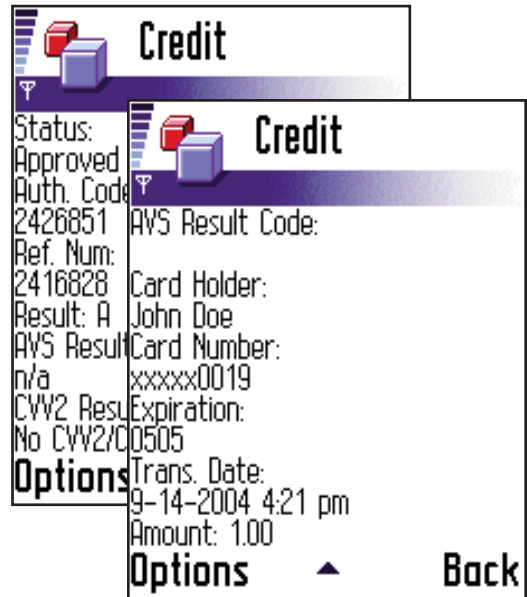 Credit
Status:
Approved
Auth. Code
2426851
Ref. Num:
2416828
Result: A
AVS Result
n/a
CVV2 Resu
No CVV2/C
Options
Credit
AVS Result Code:
Card Holder:
John Doe
Card Number:
xxxxx0019
Expiration:
0505
Trans. Date:
9-14-2004 4:21 pm
Amount: 1.00
Options Back